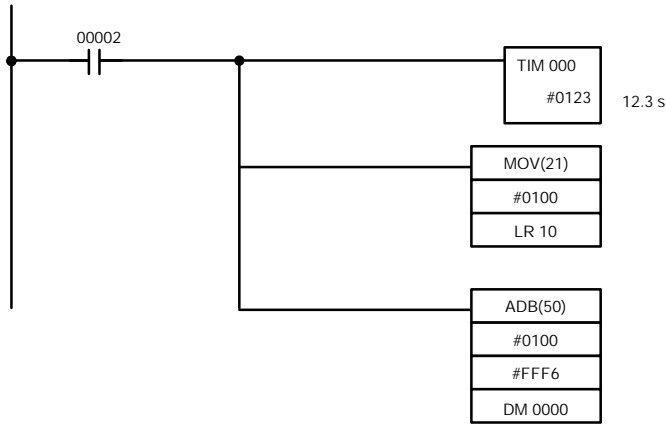 00002
TIM 000
#0123
12.3 s
MOV(21)
#0100
LR 10
ADB(50)
#0100
#FFF6
DM 0000